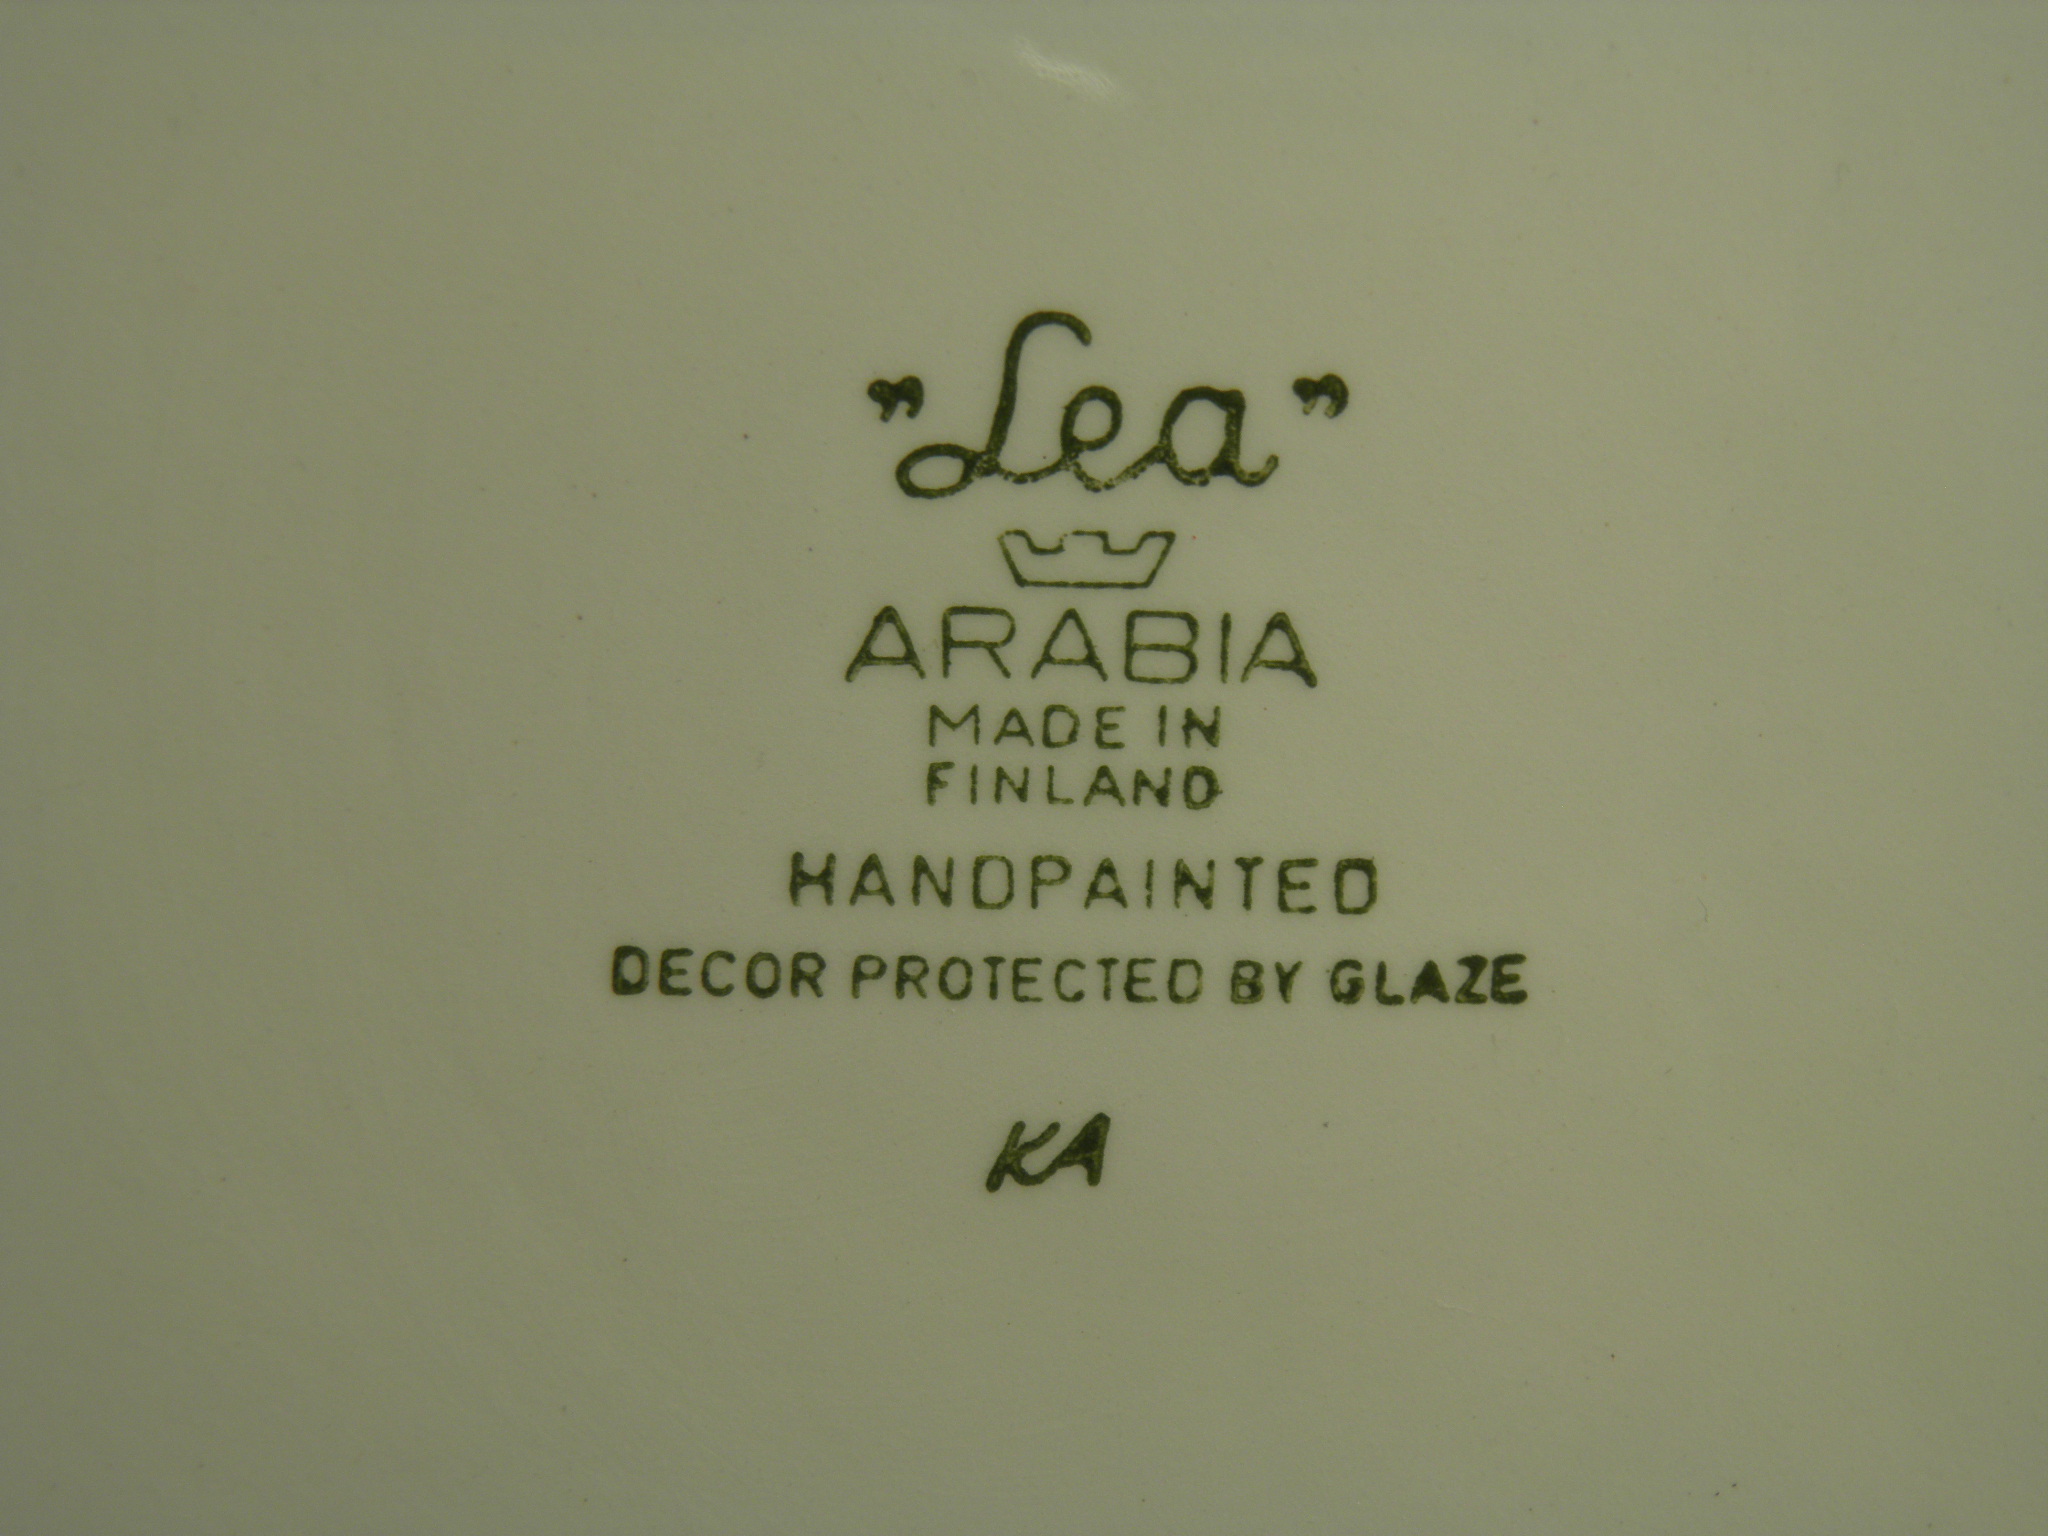 ”Lea”
ARABIA
MADE IN
FINLAND
HANDPAINTED
DECOR PROTECTED BY GLAZE
KA